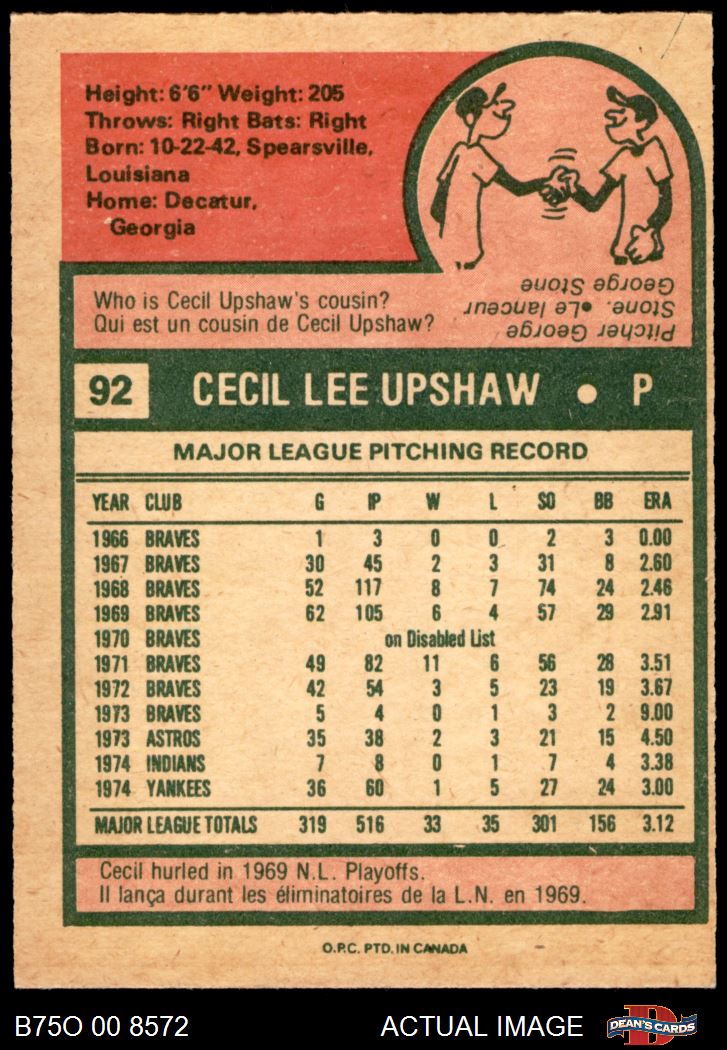 Height: 6'6" Weight: 205
Throws: Right Bats: Right
Born: 10-22-42, Spearsville,
Louisiana
Home: Decatur,
Georgia
Who is Cecil Upshaw's cousin?
Qui est un cousin de Cecil Upshaw?
Pitcher George
Stone. • Le lanceur
George Stone
92 CECIL LEE UPSHAW • P
MAJOR LEAGUE PITCHING RECORD
YEAR CLUB G IP W L SO BB ERA
1966 BRAVES 1 3 0 0 2 3 0.00
1967 BRAVES 30 45 2 3 31 8 2.60
1968 BRAVES 52 117 8 7 74 24 2.46
1969 BRAVES 62 105 6 4 57 29 2.91
1970 BRAVES on Disabled List
1971 BRAVES 49 82 11 6 56 28 3.51
1972 BRAVES 42 54 3 5 23 19 3.67
1973 BRAVES 5 4 0 1 3 2 9.00
1973 ASTROS 35 38 2 3 21 15 4.50
1974 INDIANS 7 8 0 1 7 4 3.38
1974 YANKEES 36 60 1 5 27 24 3.00
MAJOR LEAGUE TOTALS 319 516 33 35 301 156 3.12
Cecil hurled in 1969 N.L. Playoffs.
Il lança durant les éliminatoires de la L.N. en 1969.
O.P.C. PTD. IN CANADA
B75O 00 8572 ACTUAL IMAGE D DEAN'S CARDS